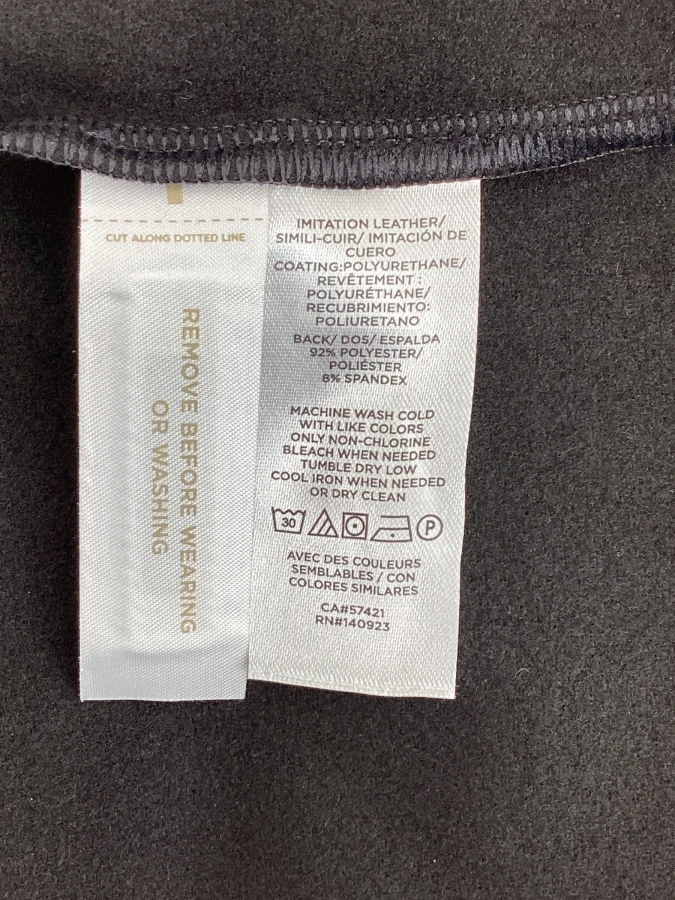 CUT ALONG DOTTED LINE
REMOVE BEFORE WEARING
OR WASHING
IMITATION LEATHER/
SIMILI-CUIR/ IMITACIÓN DE
CUERO
COATING:POLYURETHANE/
REVÊTEMENT :
POLYURÉTHANE/
RECUBRIMIENTO:
POLIURETANO
BACK/ DOS/ ESPALDA
92% POLYESTER/
POLIÉSTER
8% SPANDEX
MACHINE WASH COLD
WITH LIKE COLORS
ONLY NON-CHLORINE
BLEACH WHEN NEEDED
TUMBLE DRY LOW
COOL IRON WHEN NEEDED
OR DRY CLEAN
30 P
AVEC DES COULEURS
SEMBLABLES / CON
COLORES SIMILARES
CA#57421
RN#140923